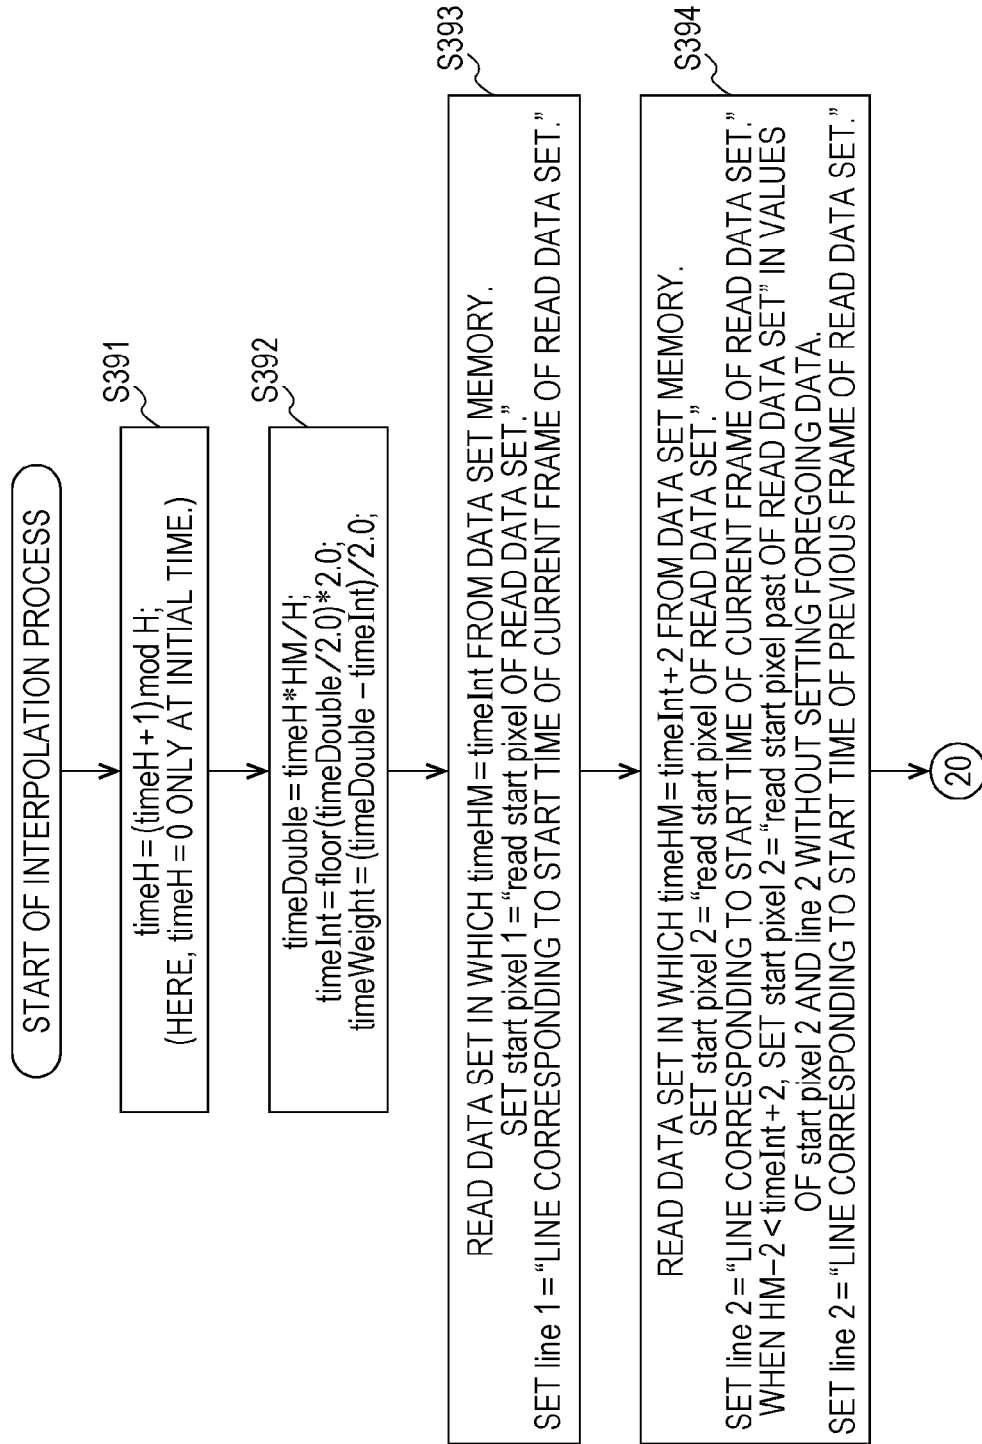 START OF INTERPOLATION PROCESS
S391
timeH=(timeH+1)mod H;
(HERE, timeH=0 ONLY AT INITIAL TIME.)
S392
timeDouble=timeH*HM/H;
timeInt=floor(timeDouble/2.0)*2.0;
timeWeight=(timeDouble−timeInt)/2.0;
S393
READ DATA SET IN WHICH timeHM=timeInt FROM DATA SET MEMORY.
SET start pixel 1=“read start pixel OF READ DATA SET.”
SET line 1=“LINE CORRESPONDING TO START TIME OF CURRENT FRAME OF READ DATA SET.”
S394
READ DATA SET IN WHICH timeHM=timeInt+2 FROM DATA SET MEMORY.
SET start pixel 2=“read start pixel OF READ DATA SET.”
SET line 2=“LINE CORRESPONDING TO START TIME OF CURRENT FRAME OF READ DATA SET.”
WHEN HM−2<timeInt+2, SET start pixel 2=“read start pixel past OF READ DATA SET” IN VALUES
OF start pixel 2 AND line 2 WITHOUT SETTING FOREGOING DATA.
SET line 2=“LINE CORRESPONDING TO START TIME OF PREVIOUS FRAME OF READ DATA SET.”
20